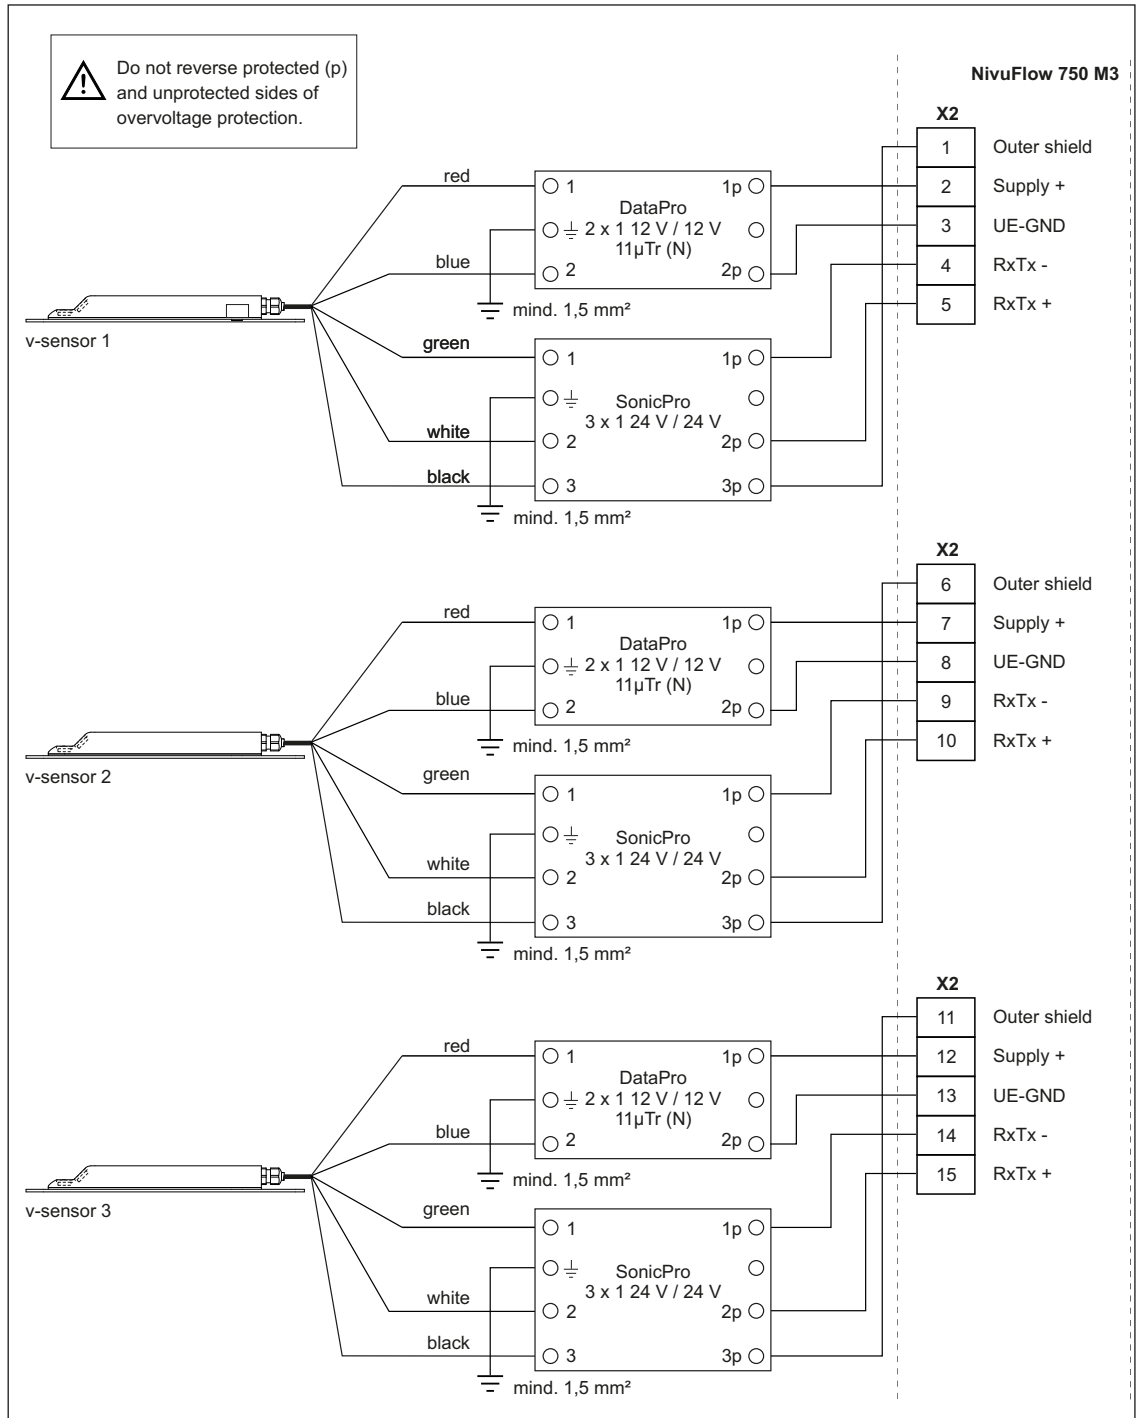 Do not reverse protected (p)
and unprotected sides of
overvoltage protection.
NivuFlow 750 M3
X2
1 Outer shield
2 Supply +
3 UE-GND
4 RxTx -
5 RxTx +
red
blue
green
white
black
v-sensor 1
1 1p
DataPro
2 x 1 12 V / 12 V
11µTr (N)
2 2p
mind. 1,5 mm²
1 1p
SonicPro
3 x 1 24 V / 24 V
2 2p
3 3p
mind. 1,5 mm²
X2
6 Outer shield
7 Supply +
8 UE-GND
9 RxTx -
10 RxTx +
red
blue
green
white
black
v-sensor 2
1 1p
DataPro
2 x 1 12 V / 12 V
11µTr (N)
2 2p
mind. 1,5 mm²
1 1p
SonicPro
3 x 1 24 V / 24 V
2 2p
3 3p
mind. 1,5 mm²
X2
11 Outer shield
12 Supply +
13 UE-GND
14 RxTx -
15 RxTx +
red
blue
green
white
black
v-sensor 3
1 1p
DataPro
2 x 1 12 V / 12 V
11µTr (N)
2 2p
mind. 1,5 mm²
1 1p
SonicPro
3 x 1 24 V / 24 V
2 2p
3 3p
mind. 1,5 mm²